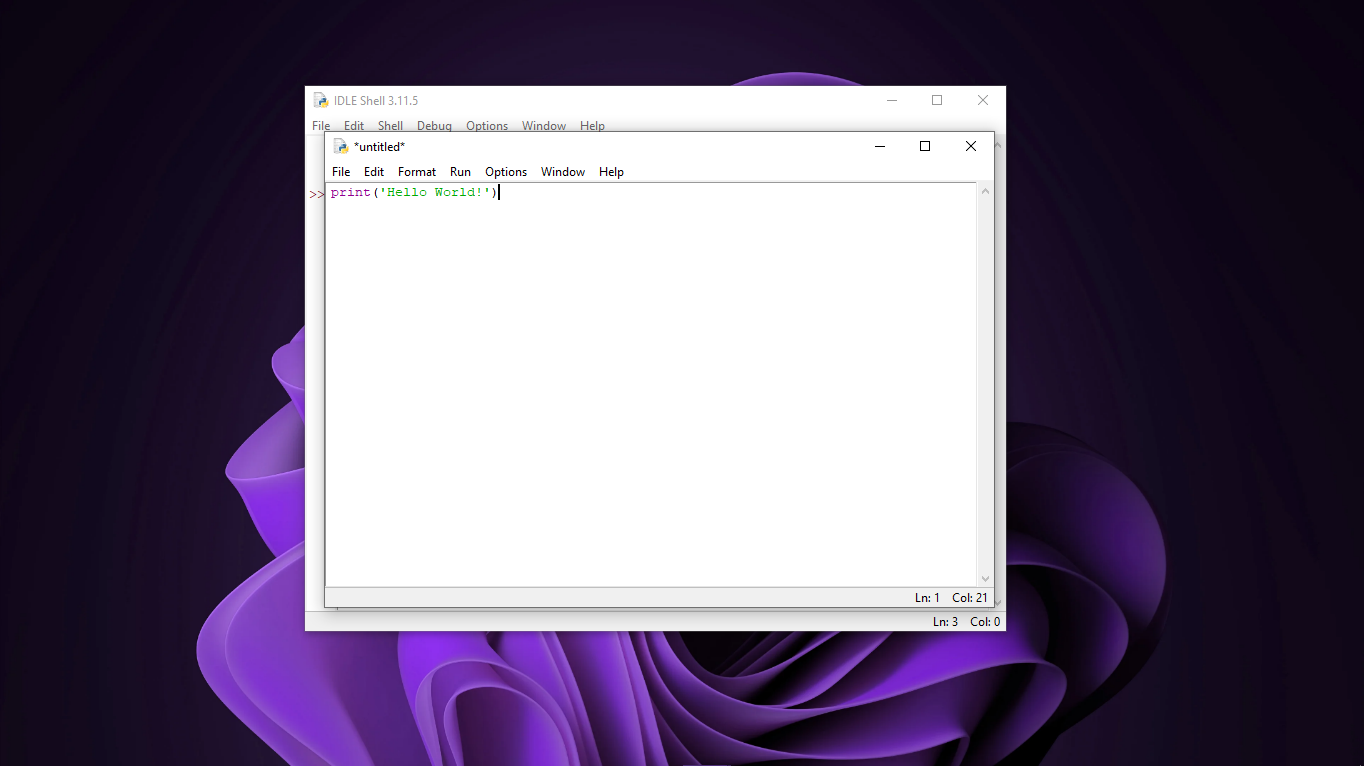 IDLE Shell 3.11.5
File Edit Shell Debug Options Window Help
*untitled*
File Edit Format Run Options Window Help
>>
print('Hello World!')
Ln: 1 Col: 21
Ln: 3 Col: 0